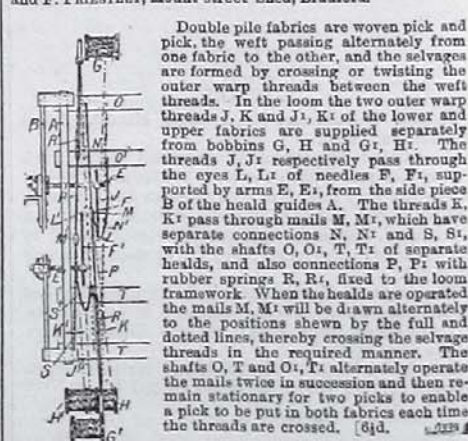 and F. PRIESTLEY, Mount Street Shed, Bradford.
Double pile fabrics are woven pick and
pick, the weft passing alternately from
one fabric to the other, and the selvages
are formed by crossing or twisting the
outer warp threads between the weft
threads. In the loom the two outer warp
threads J, K and J1, K1 of the lower and
upper fabrics are supplied separately
from bobbins G, H and G1, H1. The
threads J, J1 respectively pass through
the eyes L, L1 of needles F, F1, sup-
ported by arms E, E1, from the side piece
B of the heald guides A. The threads K,
K1 pass through mails M, M1, which have
separate connections N, N1 and S, S1,
with the shafts O, O1, T, T1 of separate
healds, and also connections P, P1 with
rubber springs R, R1, fixed to the loom
framework. When the healds are operated
the mails M, M1 will be drawn alternately
to the positions shewn by the full and
dotted lines, thereby crossing the selvage
threads in the required manner. The
shafts O, T and O1, T1 alternately operate
the mails twice in succession and then re-
main stationary for two picks to enable
a pick to be put in both fabrics each time
the threads are crossed. [6½d.
G
O
B
A
N
O'
E
J
F
M
N'
L
L'
F'
P
E
T
S'
R
K
K
T
S
H'
H
G'